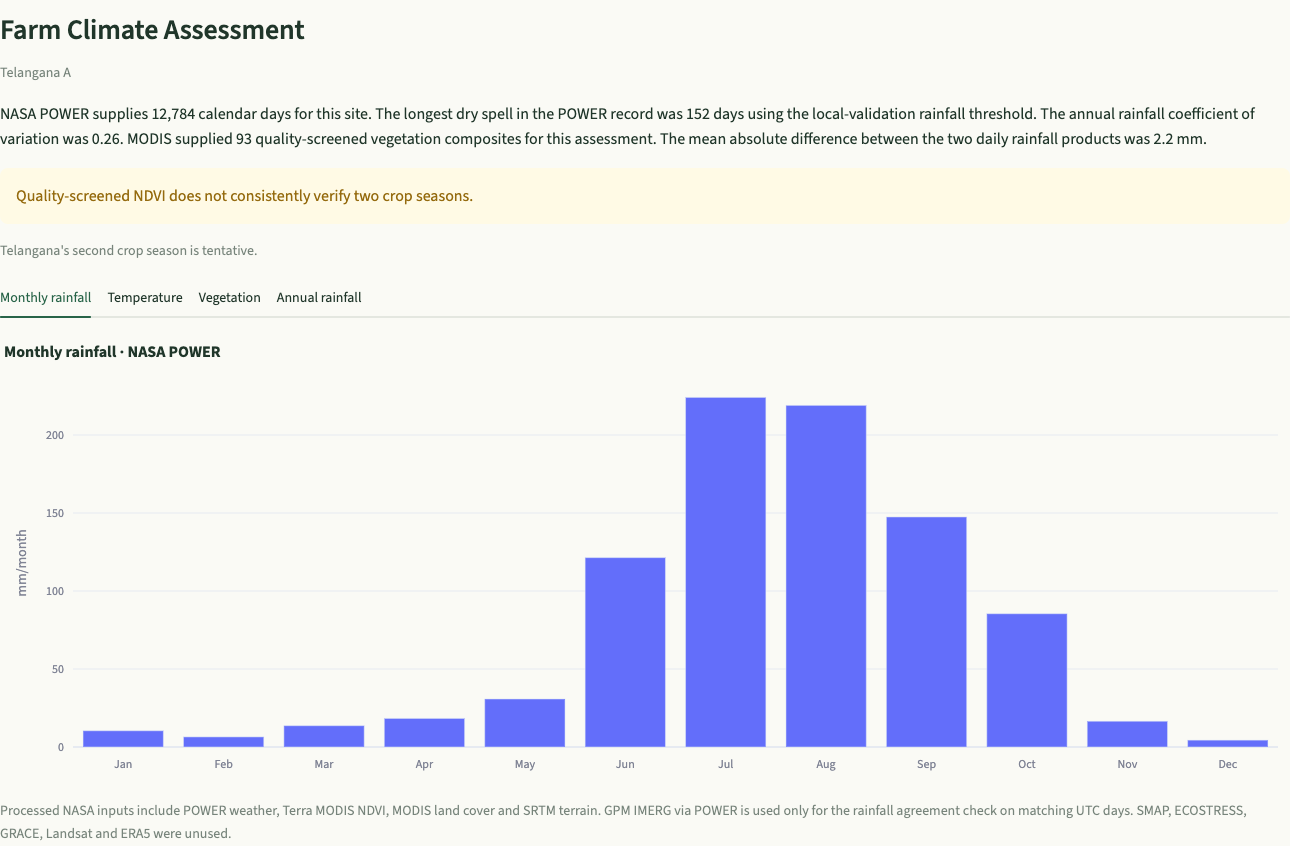 Farm Climate Assessment
Telangana A
NASA POWER supplies 12,784 calendar days for this site. The longest dry spell in the POWER record was 152 days using the local-validation rainfall threshold. The annual rainfall coefficient of
variation was 0.26. MODIS supplied 93 quality-screened vegetation composites for this assessment. The mean absolute difference between the two daily rainfall products was 2.2 mm.
Quality-screened NDVI does not consistently verify two crop seasons.
Telangana's second crop season is tentative.
Monthly rainfall Temperature Vegetation Annual rainfall
Monthly rainfall · NASA POWER
200
150
100
50
0
mm/month
Jan Feb Mar Apr May Jun Jul Aug Sep Oct Nov Dec
Processed NASA inputs include POWER weather, Terra MODIS NDVI, MODIS land cover and SRTM terrain. GPM IMERG via POWER is used only for the rainfall agreement check on matching UTC days. SMAP, ECOSTRESS,
GRACE, Landsat and ERA5 were unused.